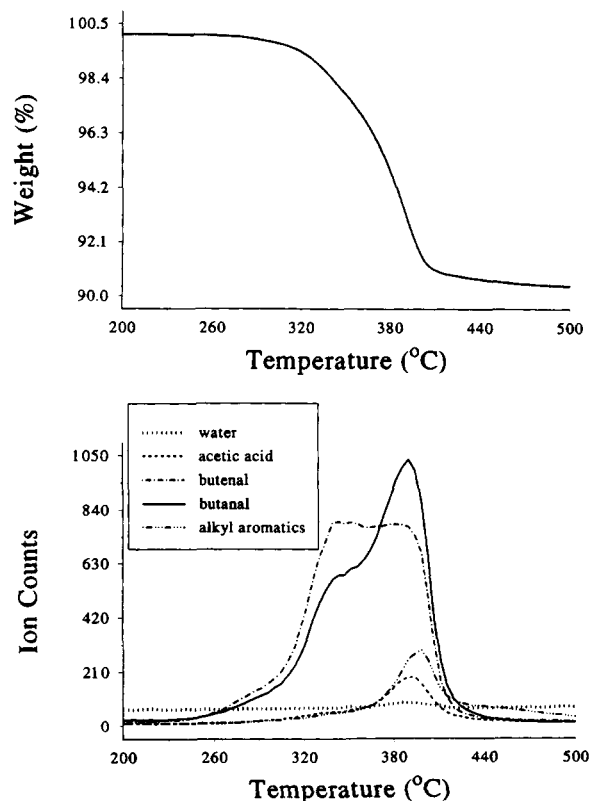 100.5
98.4
96.3
94.2
92.1
90.0
Weight (%)
200 260 320 380 440 500
Temperature (°C)
water
acetic acid
butenal
butanal
alkyl aromatics
1050
840
630
420
210
0
Ion Counts
200 260 320 380 440 500
Temperature (°C)